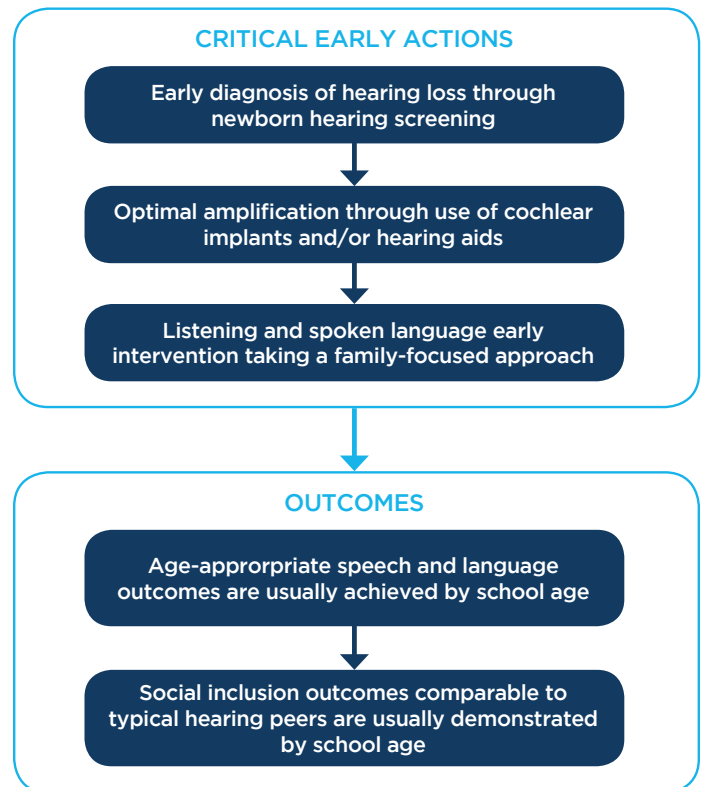 CRITICAL EARLY ACTIONS
Early diagnosis of hearing loss through
newborn hearing screening
Optimal amplification through use of cochlear
implants and/or hearing aids
Listening and spoken language early
intervention taking a family-focused approach
OUTCOMES
Age-approrpriate speech and language
outcomes are usually achieved by school age
Social inclusion outcomes comparable to
typical hearing peers are usually demonstrated
by school age